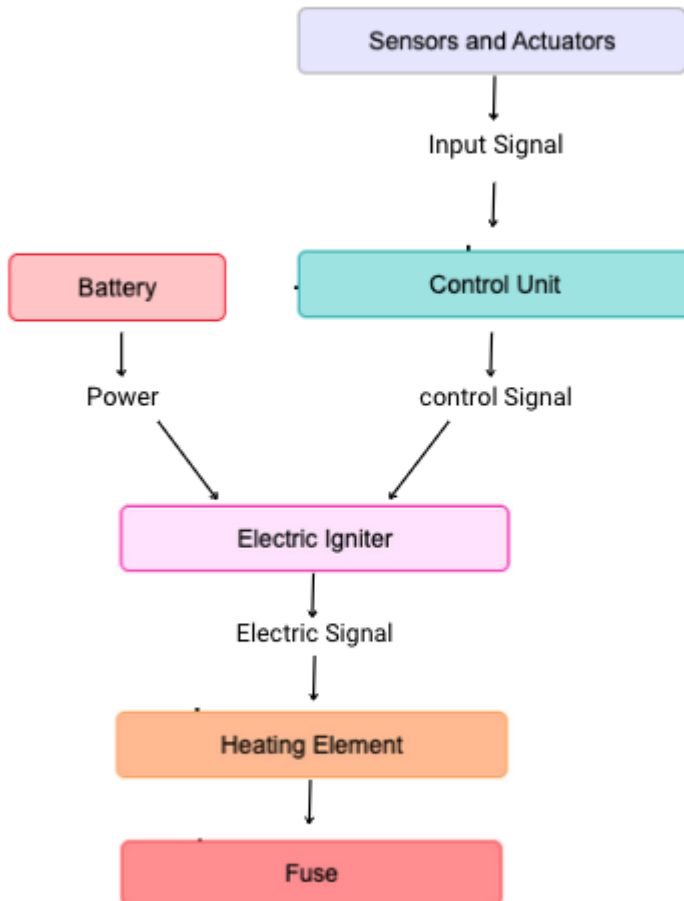 Sensors and Actuators
Input Signal
Battery
Control Unit
Power
control Signal
Electric Igniter
Electric Signal
Heating Element
Fuse